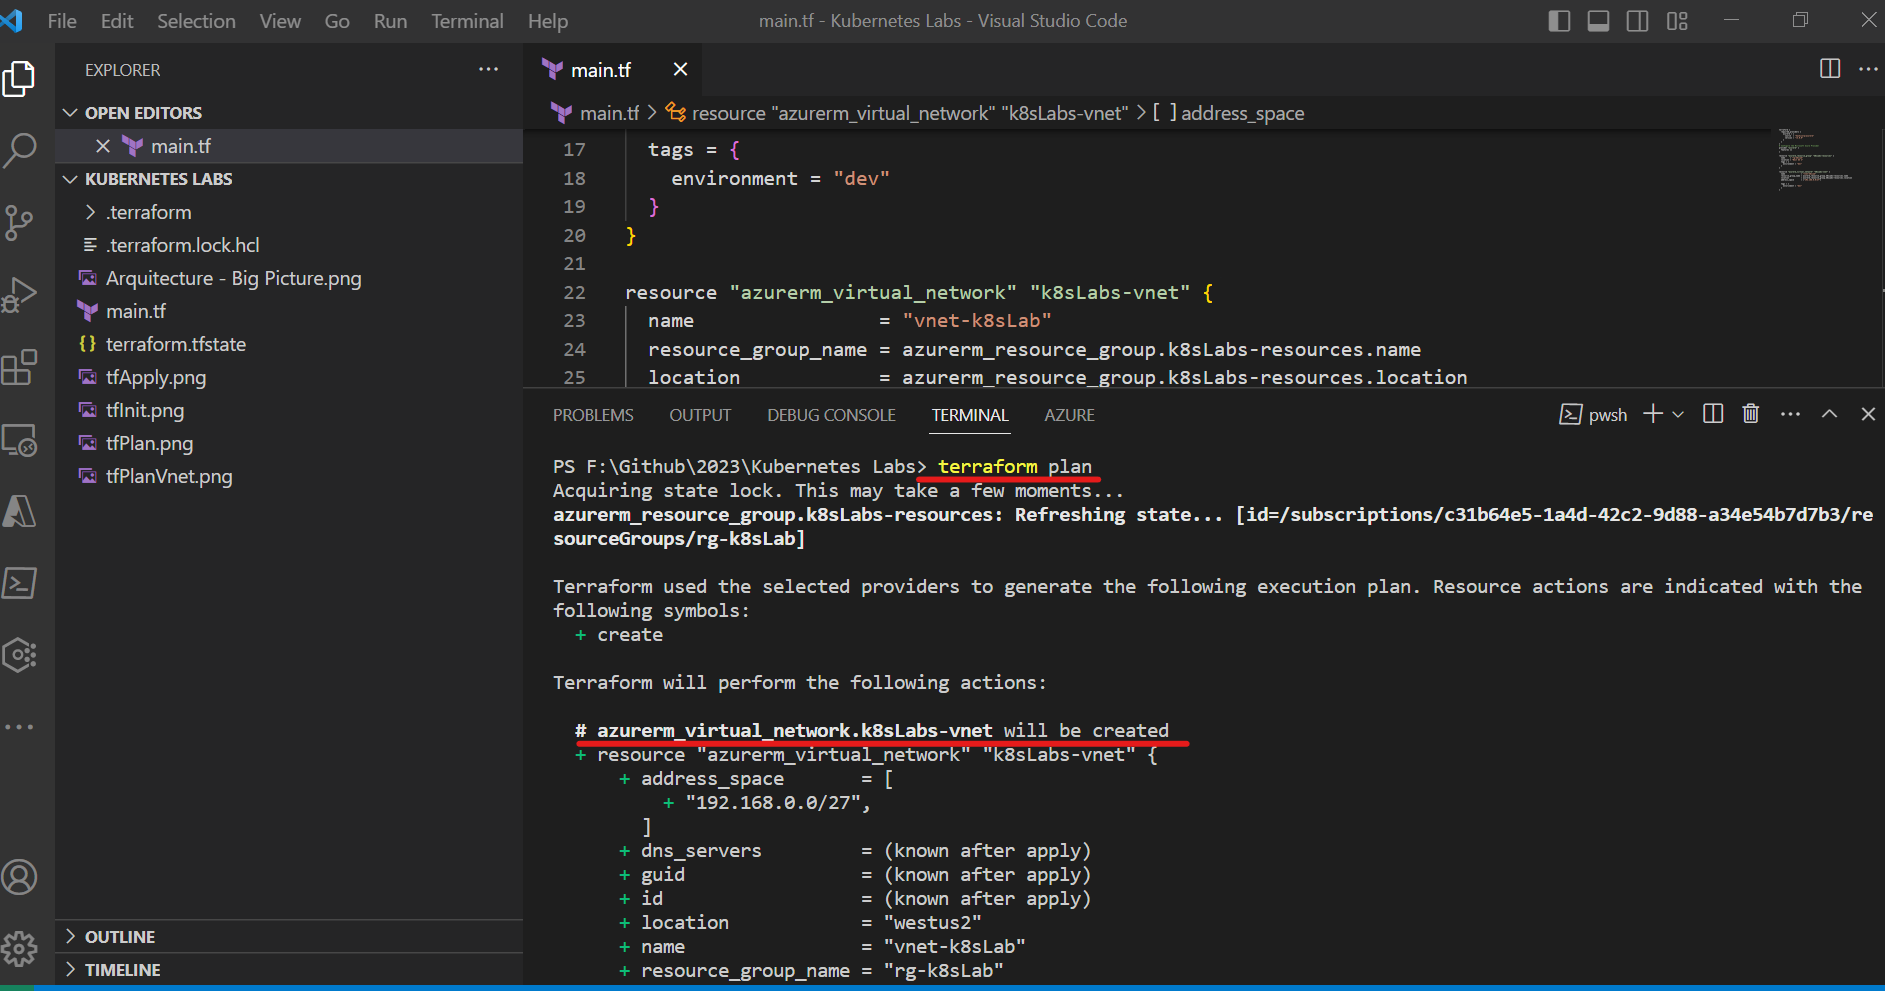 File Edit Selection View Go Run Terminal Help
main.tf - Kubernetes Labs - Visual Studio Code
EXPLORER
OPEN EDITORS
main.tf
KUBERNETES LABS
.terraform
.terraform.lock.hcl
Arquitecture - Big Picture.png
main.tf
terraform.tfstate
tfApply.png
tfInit.png
tfPlan.png
tfPlanVnet.png
OUTLINE
TIMELINE
main.tf
main.tf > resource "azurerm_virtual_network" "k8sLabs-vnet" > [ ] address_space
17 tags = {
18 environment = "dev"
19 }
20 }
21
22 resource "azurerm_virtual_network" "k8sLabs-vnet" {
23 name = "vnet-k8sLab"
24 resource_group_name = azurerm_resource_group.k8sLabs-resources.name
25 location = azurerm_resource_group.k8sLabs-resources.location
PROBLEMS OUTPUT DEBUG CONSOLE TERMINAL AZURE
pwsh
PS F:\Github\2023\Kubernetes Labs> terraform plan
Acquiring state lock. This may take a few moments...
azurerm_resource_group.k8sLabs-resources: Refreshing state... [id=/subscriptions/c31b64e5-1a4d-42c2-9d88-a34e54b7d7b3/re
sourceGroups/rg-k8sLab]
Terraform used the selected providers to generate the following execution plan. Resource actions are indicated with the
following symbols:
+ create
Terraform will perform the following actions:
# azurerm_virtual_network.k8sLabs-vnet will be created
+ resource "azurerm_virtual_network" "k8sLabs-vnet" {
+ address_space = [
+ "192.168.0.0/27",
]
+ dns_servers = (known after apply)
+ guid = (known after apply)
+ id = (known after apply)
+ location = "westus2"
+ name = "vnet-k8sLab"
+ resource_group_name = "rg-k8sLab"